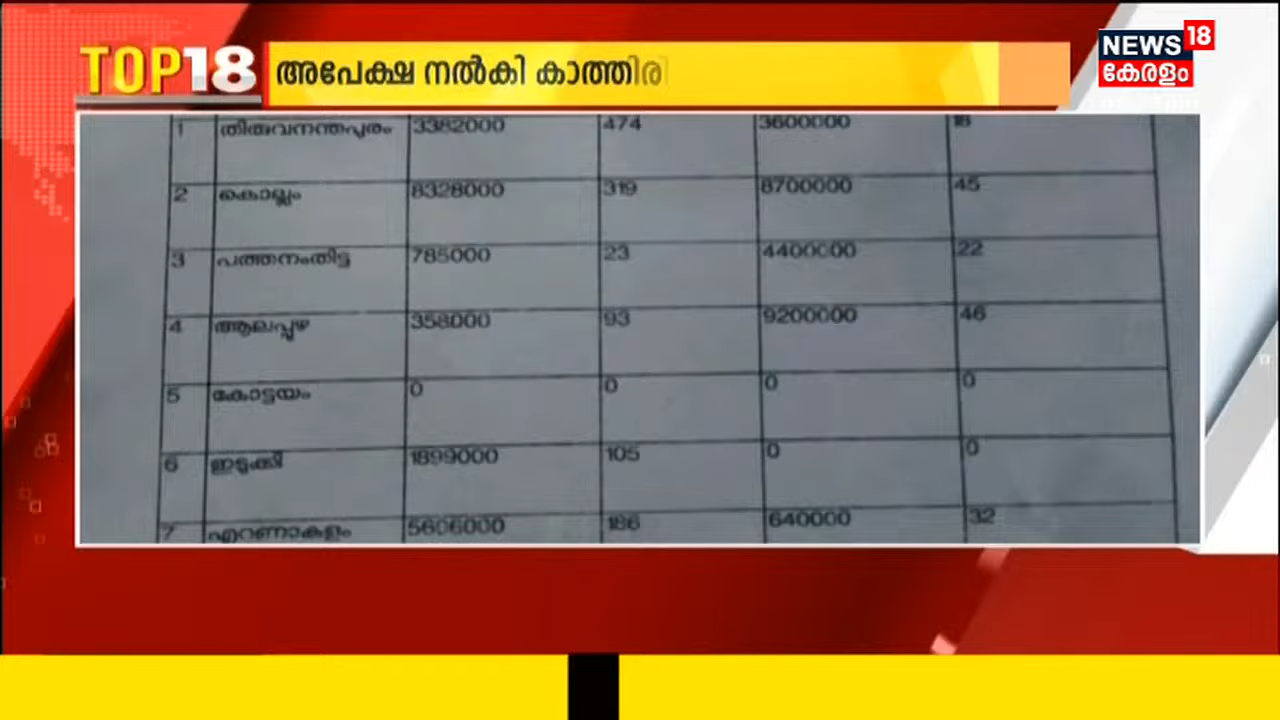 TOP18 അപേക്ഷ നൽകി കാത്തിരി
NEWS 18
കേരളം
1 തിരുവനന്തപുരം 3382000 474 3600000 18
2 കൊല്ലം 8328000 319 8700000 45
3 പത്തനംതിട്ട 785000 23 4400000 22
4 ആലപ്പുഴ 358000 93 9200000 46
5 കോട്ടയം 0 0 0 0
6 ഇടുക്കി 1899000 105 0 0
7 എറണാകുളം 5606000 186 640000 32